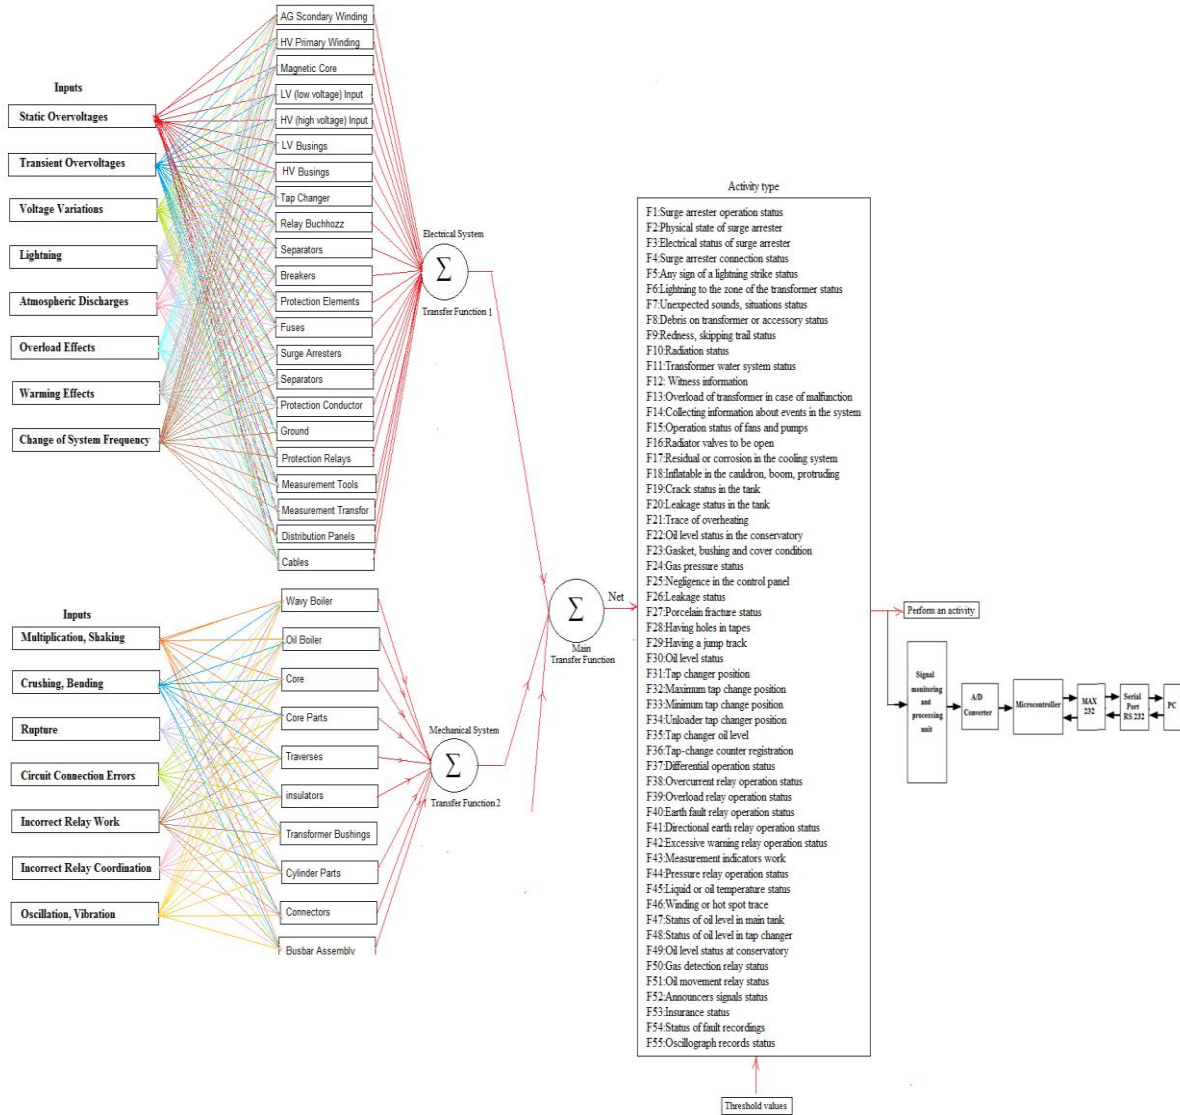 Inputs
Static Overvoltages
Transient Overvoltages
Voltage Variations
Lightning
Atmospheric Discharges
Overload Effects
Warming Effects
Change of System Frequency
AG Scondary Winding
HV Primary Winding
Magnetic Core
LV (low voltage) Input
HV (high voltage) Input
LV Busings
HV Busings
Tap Changer
Relay Buchhozz
Separators
Breakers
Protection Elements
Fuses
Surge Arresters
Separators
Protection Conductor
Ground
Protection Relays
Measurement Tools
Measurement Transfor
Distribution Panels
Cables
Electrical System
Σ
Transfer Function 1
Inputs
Multiplication, Shaking
Crushing, Bending
Rupture
Circuit Connection Errors
Incorrect Relay Work
Incorrect Relay Coordination
Oscillation, Vibration
Wavy Boiler
Oil Boiler
Core
Core Parts
Traverses
insulators
Transformer Bushings
Cylinder Parts
Connectors
Busbar Assembly
Mechanical System
Σ
Transfer Function 2
Σ
Main
Transfer Function
Net
Activity type
F1:Surge arrester operation status
F2:Physical state of surge arrester
F3:Electrical status of surge arrester
F4:Surge arrester connection status
F5:Any sign of a lightning strike status
F6:Lightning to the zone of the transformer status
F7:Unexpected sounds, situations status
F8:Debris on transformer or accessory status
F9:Redness, skipping trail status
F10:Radiation status
F11:Transformer water system status
F12: Witness information
F13:Overload of transformer in case of malfunction
F14:Collecting information about events in the system
F15:Operation status of fans and pumps
F16:Radiator valves to be open
F17:Residual or corrosion in the cooling system
F18:Inflatable in the cauldron, boom, protruding
F19:Crack status in the tank
F20:Leakage status in the tank
F21:Trace of overheating
F22:Oil level status in the conservatory
F23:Gasket, bushing and cover condition
F24:Gas pressure status
F25:Negligence in the control panel
F26:Leakage status
F27:Porcelain fracture status
F28:Having holes in tapes
F29:Having a jump track
F30:Oil level status
F31:Tap changer position
F32:Maximum tap change position
F33:Minimum tap change position
F34:Unloader tap changer position
F35:Tap changer oil level
F36:Tap-change counter registration
F37:Differential operation status
F38:Overcurrent relay operation status
F39:Overload relay operation status
F40:Earth fault relay operation status
F41:Directional earth relay operation status
F42:Excessive warning relay operation status
F43:Measurement indicators work
F44:Pressure relay operation status
F45:Liquid or oil temperature status
F46:Winding or hot spot trace
F47:Status of oil level in main tank
F48:Status of oil level in tap changer
F49:Oil level status at conservatory
F50:Gas detection relay status
F51:Oil movement relay status
F52:Announcers signals status
F53:Insurance status
F54:Status of fault recordings
F55:Oscillograph records status
Threshold values
Perform an activity
Signal
monitoring
and
processing
unit
A/D
Converter
Microcontroller
MAX
232
Serial
Port
RS 232
PC